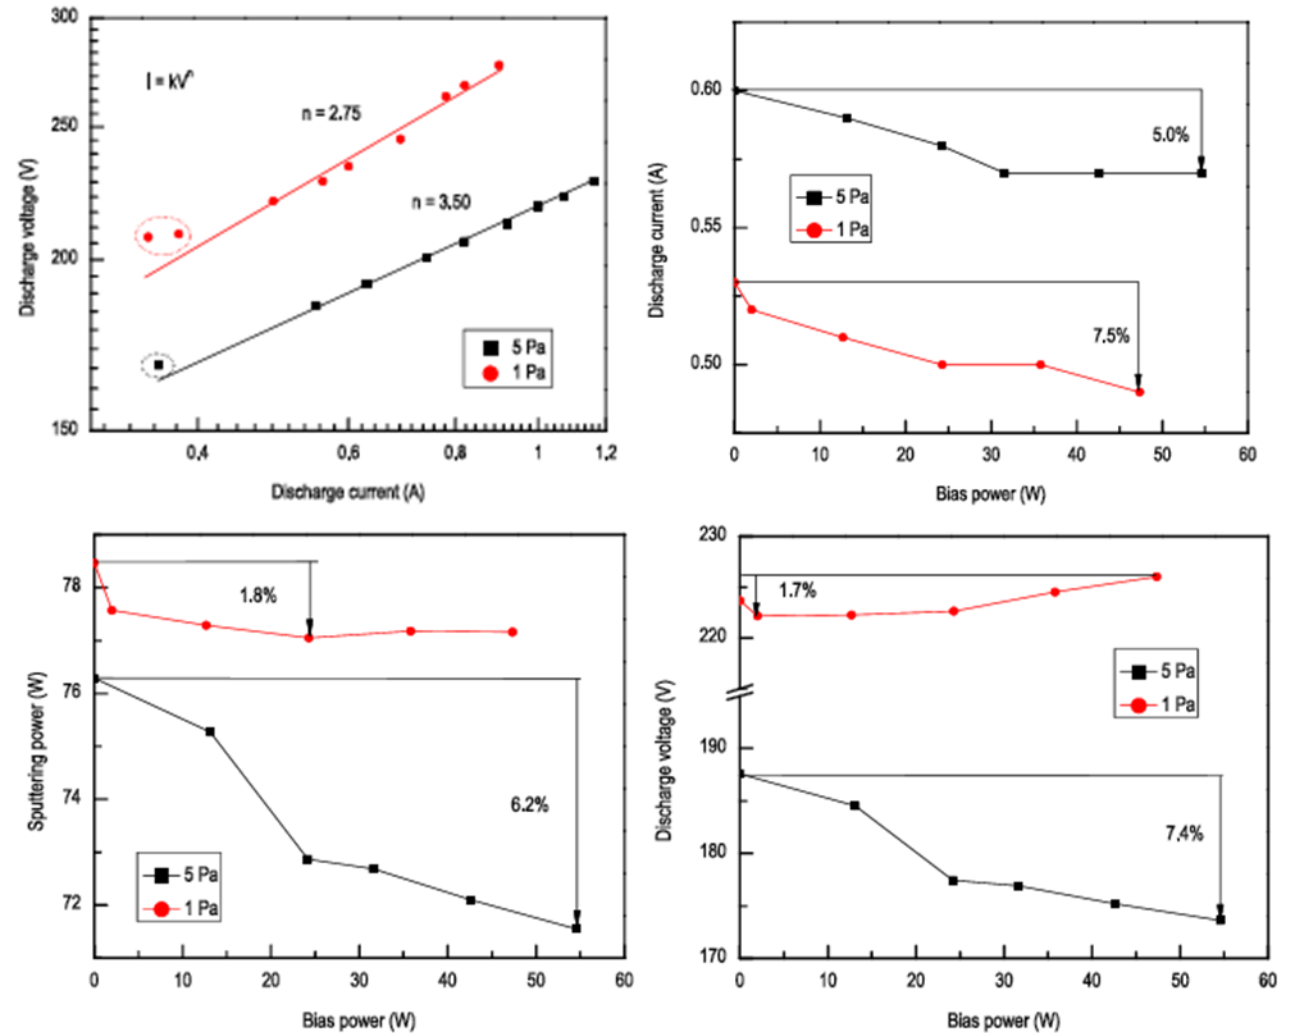 300
250
200
150
Discharge voltage (V)
I = kVⁿ
n = 2.75
n = 3.50
5 Pa
1 Pa
0,4
0,6
0,8
1
1,2
Discharge current (A)
0.60
0.55
0.50
Discharge current (A)
5.0%
7.5%
5 Pa
1 Pa
0 10 20 30 40 50 60
Bias power (W)
78
76
74
72
Sputtering power (W)
1.8%
6.2%
5 Pa
1 Pa
0 10 20 30 40 50 60
Bias power (W)
230
220
190
180
170
Discharge voltage (V)
1.7%
7,4%
5 Pa
1 Pa
0 10 20 30 40 50 60
Bias power (W)